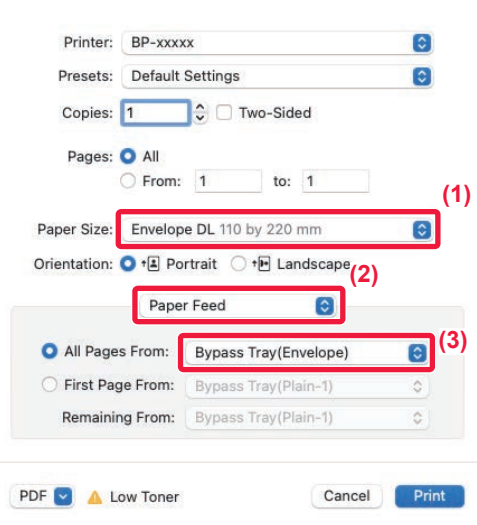 Printer: BP-xxxxx
Presets: Default Settings
Copies: 1 Two-Sided
Pages: All
From: 1 to: 1
(1)
Paper Size: Envelope DL 110 by 220 mm
Orientation: Portrait Landscape
(2)
Paper Feed
(3)
All Pages From: Bypass Tray(Envelope)
First Page From: Bypass Tray(Plain-1)
Remaining From: Bypass Tray(Plain-1)
PDF Low Toner Cancel Print